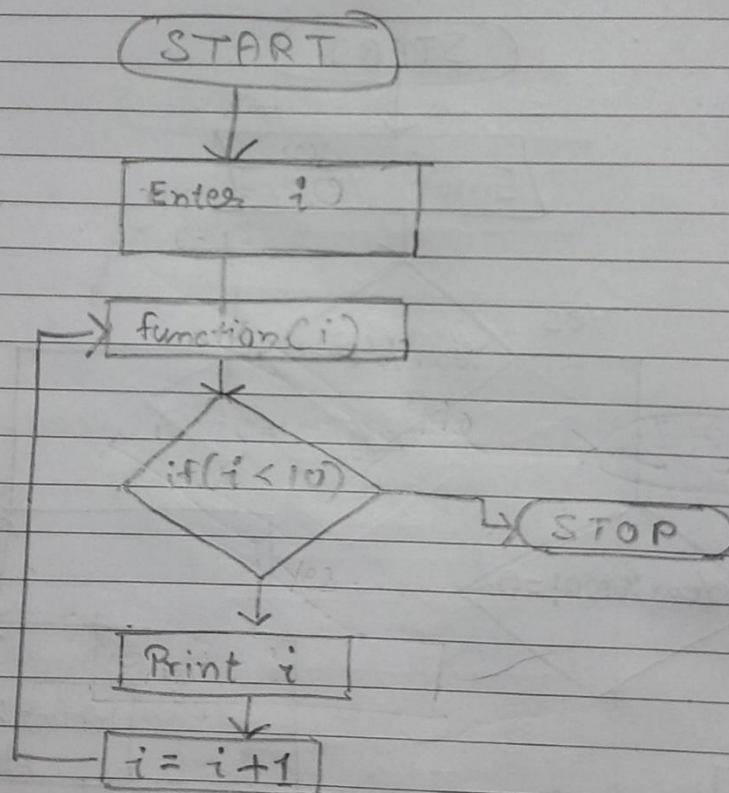 START
Enter i
function(i)
if(i < 10)
STOP
Print i
i = i + 1